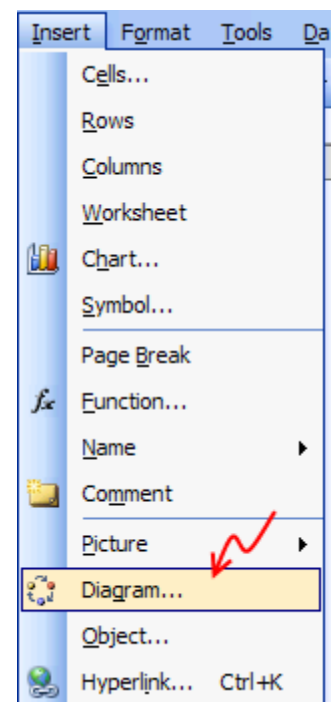 Insert Format Tools Da
Cells...
Rows
Columns
Worksheet
Chart...
Symbol...
Page Break
fx Function...
Name
Comment
Picture
Diagram...
Object...
Hyperlink... Ctrl+K